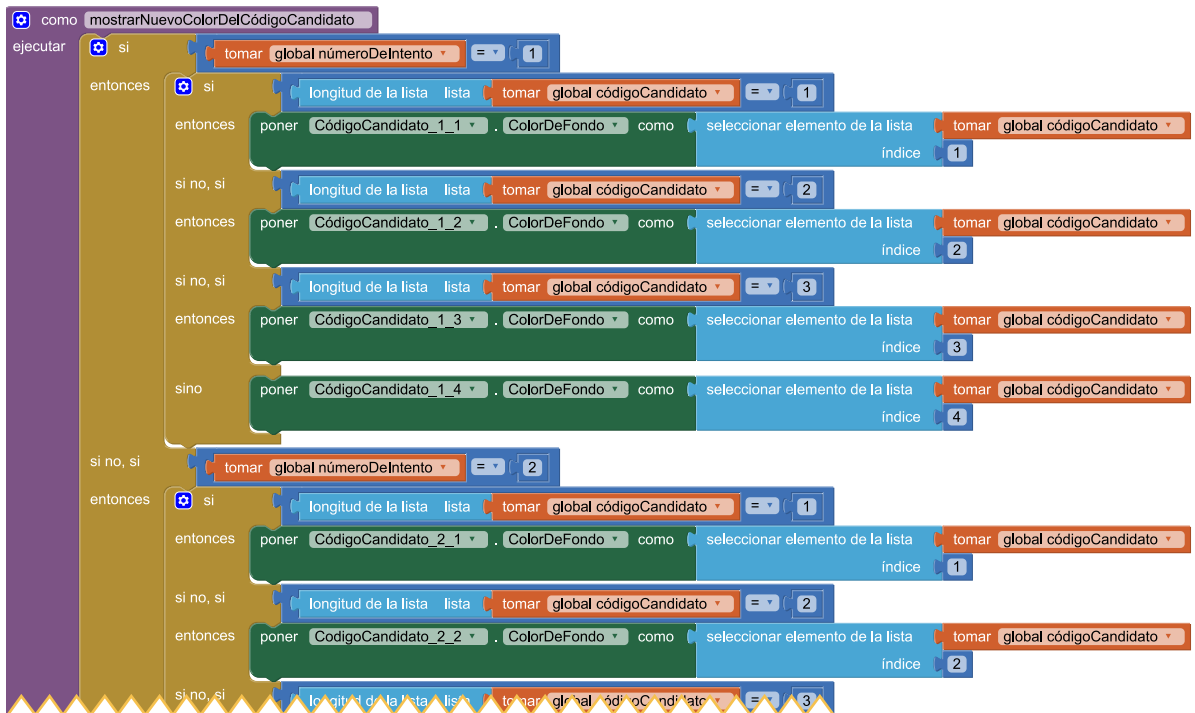 como mostrarNuevoColorDelCódigoCandidato
ejecutar si tomar global númeroDeIntento = 1
entonces si longitud de la lista lista tomar global códigoCandidato = 1
entonces poner CódigoCandidato_1_1 . ColorDeFondo como seleccionar elemento de la lista tomar global códigoCandidato
índice 1
si no, si longitud de la lista lista tomar global códigoCandidato = 2
entonces poner CódigoCandidato_1_2 . ColorDeFondo como seleccionar elemento de la lista tomar global códigoCandidato
índice 2
si no, si longitud de la lista lista tomar global códigoCandidato = 3
entonces poner CódigoCandidato_1_3 . ColorDeFondo como seleccionar elemento de la lista tomar global códigoCandidato
índice 3
sino poner CódigoCandidato_1_4 . ColorDeFondo como seleccionar elemento de la lista tomar global códigoCandidato
índice 4
si no, si tomar global númeroDeIntento = 2
entonces si longitud de la lista lista tomar global códigoCandidato = 1
entonces poner CódigoCandidato_2_1 . ColorDeFondo como seleccionar elemento de la lista tomar global códigoCandidato
índice 1
si no, si longitud de la lista lista tomar global códigoCandidato = 2
entonces poner CodigoCandidato_2_2 . ColorDeFondo como seleccionar elemento de la lista tomar global códigoCandidato
índice 2
si no, si longitud de la lista lista tomar global códigoCandidato = 3